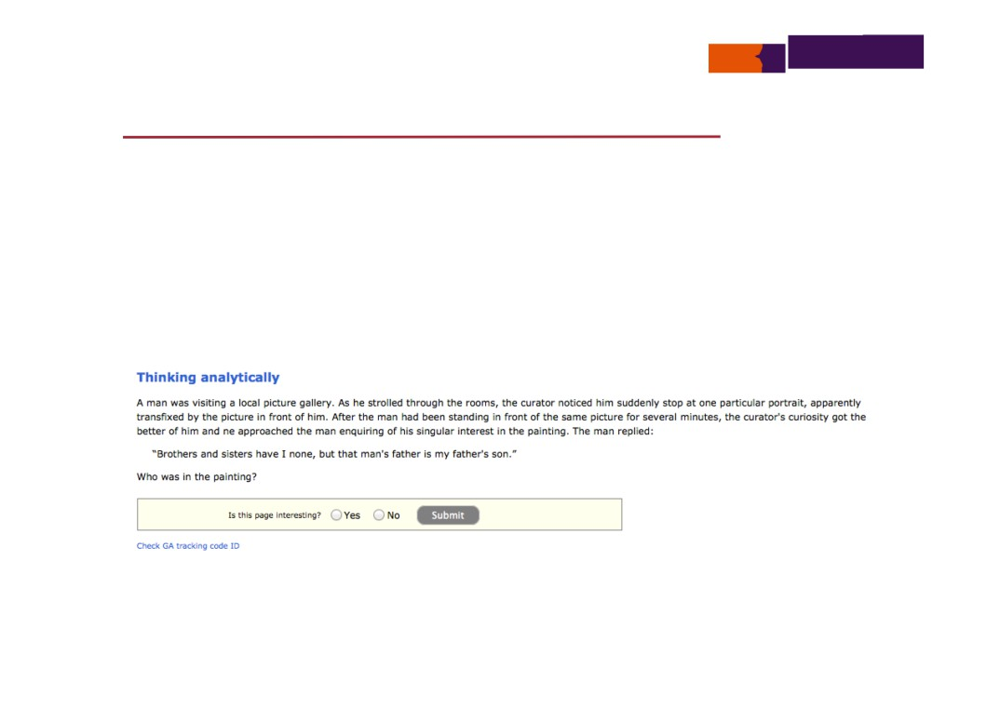 Thinking analytically
A man was visiting a local picture gallery. As he strolled through the rooms, the curator noticed him suddenly stop at one particular portrait, apparently
transfixed by the picture in front of him. After the man had been standing in front of the same picture for several minutes, the curator's curiosity got the
better of him and ne approached the man enquiring of his singular interest in the painting. The man replied:
“Brothers and sisters have I none, but that man's father is my father's son.”
Who was in the painting?
Is this page interesting? Yes No Submit
Check GA tracking code ID